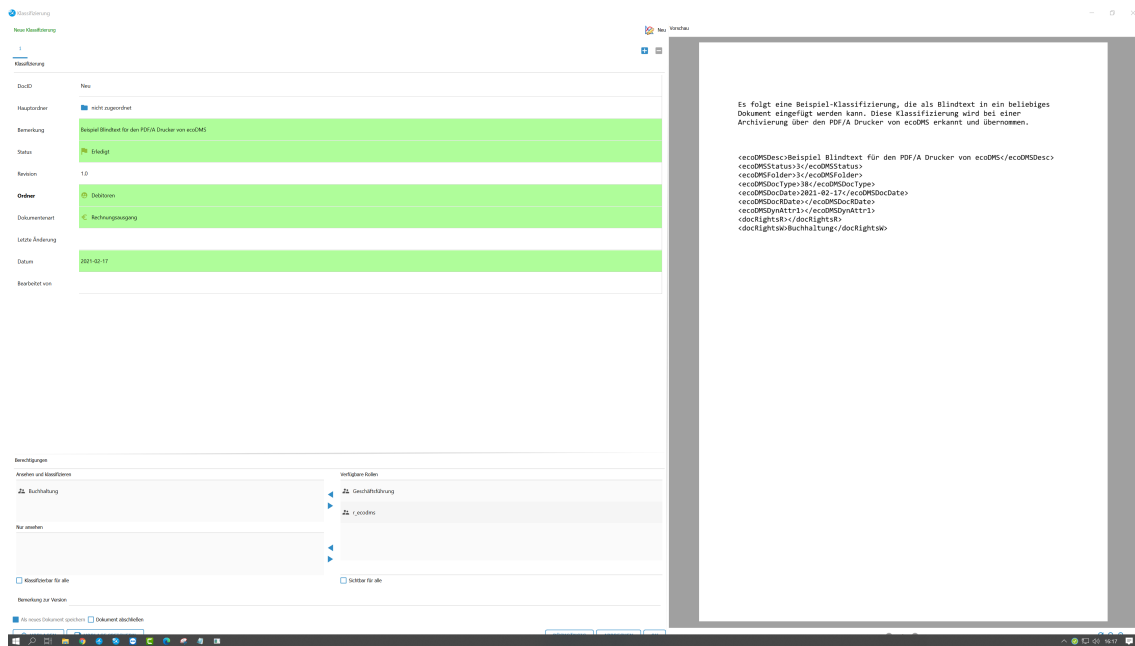 Klassifizierung
Neue Klassifizierung
Neu
Vorschau
1
Klassifizierung
DocID Neu
Hauptordner nicht zugeordnet
Bemerkung Beispiel Blindtext für den PDF/A Drucker von ecoDMS
Status Erledigt
Revision 1.0
Ordner Debitoren
Dokumentenart Rechnungsausgang
Letzte Änderung
Datum 2021-02-17
Bearbeitet von
Berechtigungen
Ansehen und klassifizieren
Verfügbare Rollen
Buchhaltung
Geschäftsführung
r_ecodms
Nur ansehen
Klassifizierbar für alle
Sichtbar für alle
Bemerkung zur Version
Als neues Dokument speichern
Dokument abschließen
Es folgt eine Beispiel-Klassifizierung, die als Blindtext in ein beliebiges
Dokument eingefügt werden kann. Diese Klassifizierung wird bei einer
Archivierung über den PDF/A Drucker von ecoDMS erkannt und übernommen.
<ecoDMSDesc>Beispiel Blindtext für den PDF/A Drucker von ecoDMS</ecoDMSDesc>
<ecoDMSStatus>3</ecoDMSStatus>
<ecoDMSFolder>3</ecoDMSFolder>
<ecoDMSDocType>38</ecoDMSDocType>
<ecoDMSDocDate>2021-02-17</ecoDMSDocDate>
<ecoDMSDocRDate></ecoDMSDocRDate>
<ecoDMSDynAttr1></ecoDMSDynAttr1>
<docRightsR></docRightsR>
<docRightsW>Buchhaltung</docRightsW>
16:17